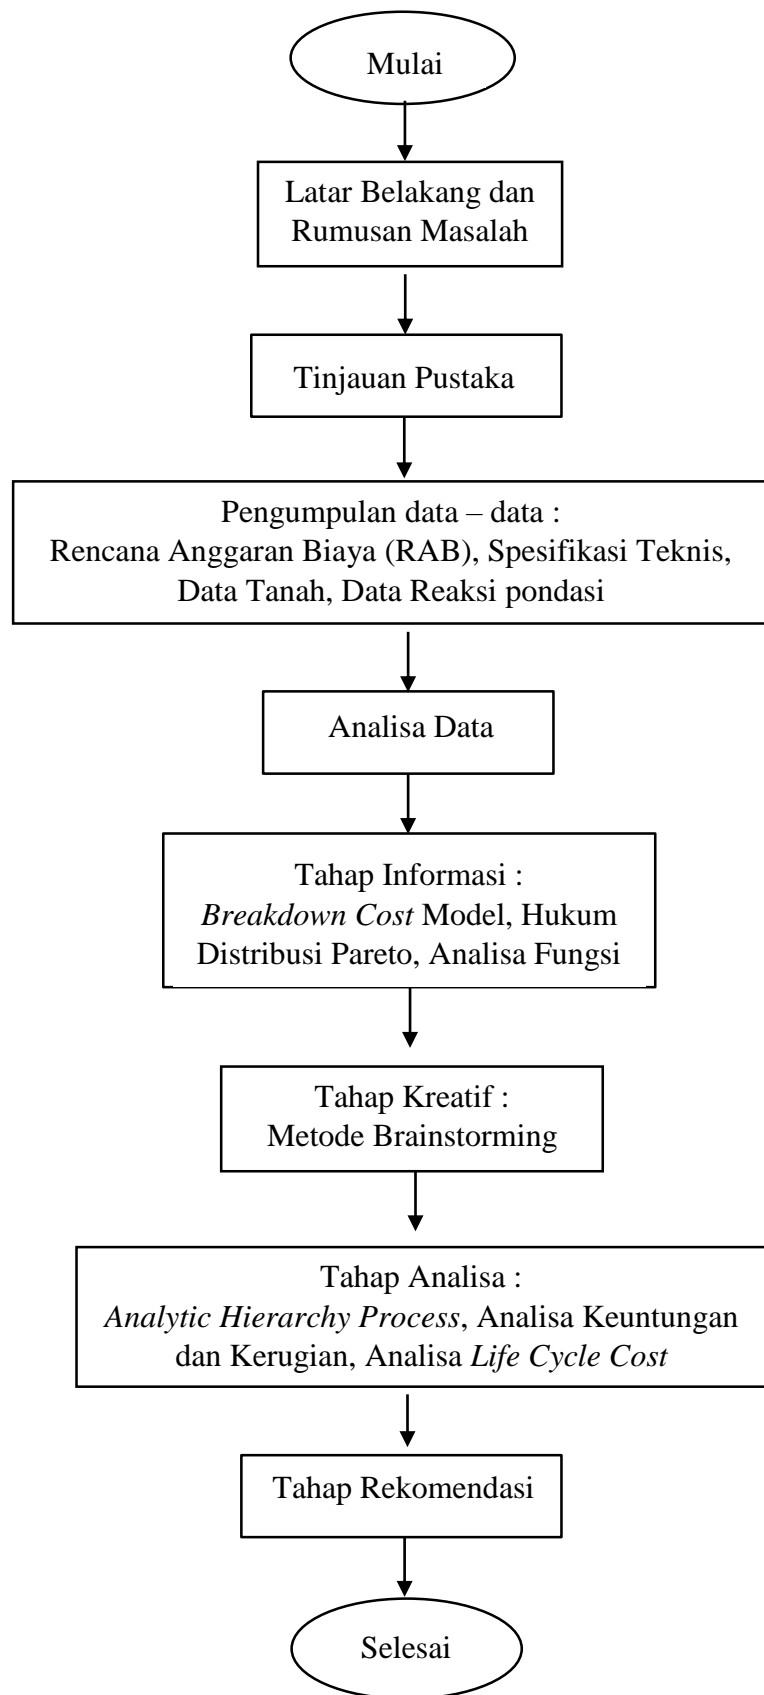 Mulai
Latar Belakang dan
Rumusan Masalah
Tinjauan Pustaka
Pengumpulan data – data :
Rencana Anggaran Biaya (RAB), Spesifikasi Teknis,
Data Tanah, Data Reaksi pondasi
Analisa Data
Tahap Informasi :
Breakdown Cost Model, Hukum
Distribusi Pareto, Analisa Fungsi
Tahap Kreatif :
Metode Brainstorming
Tahap Analisa :
Analytic Hierarchy Process, Analisa Keuntungan
dan Kerugian, Analisa Life Cycle Cost
Tahap Rekomendasi
Selesai